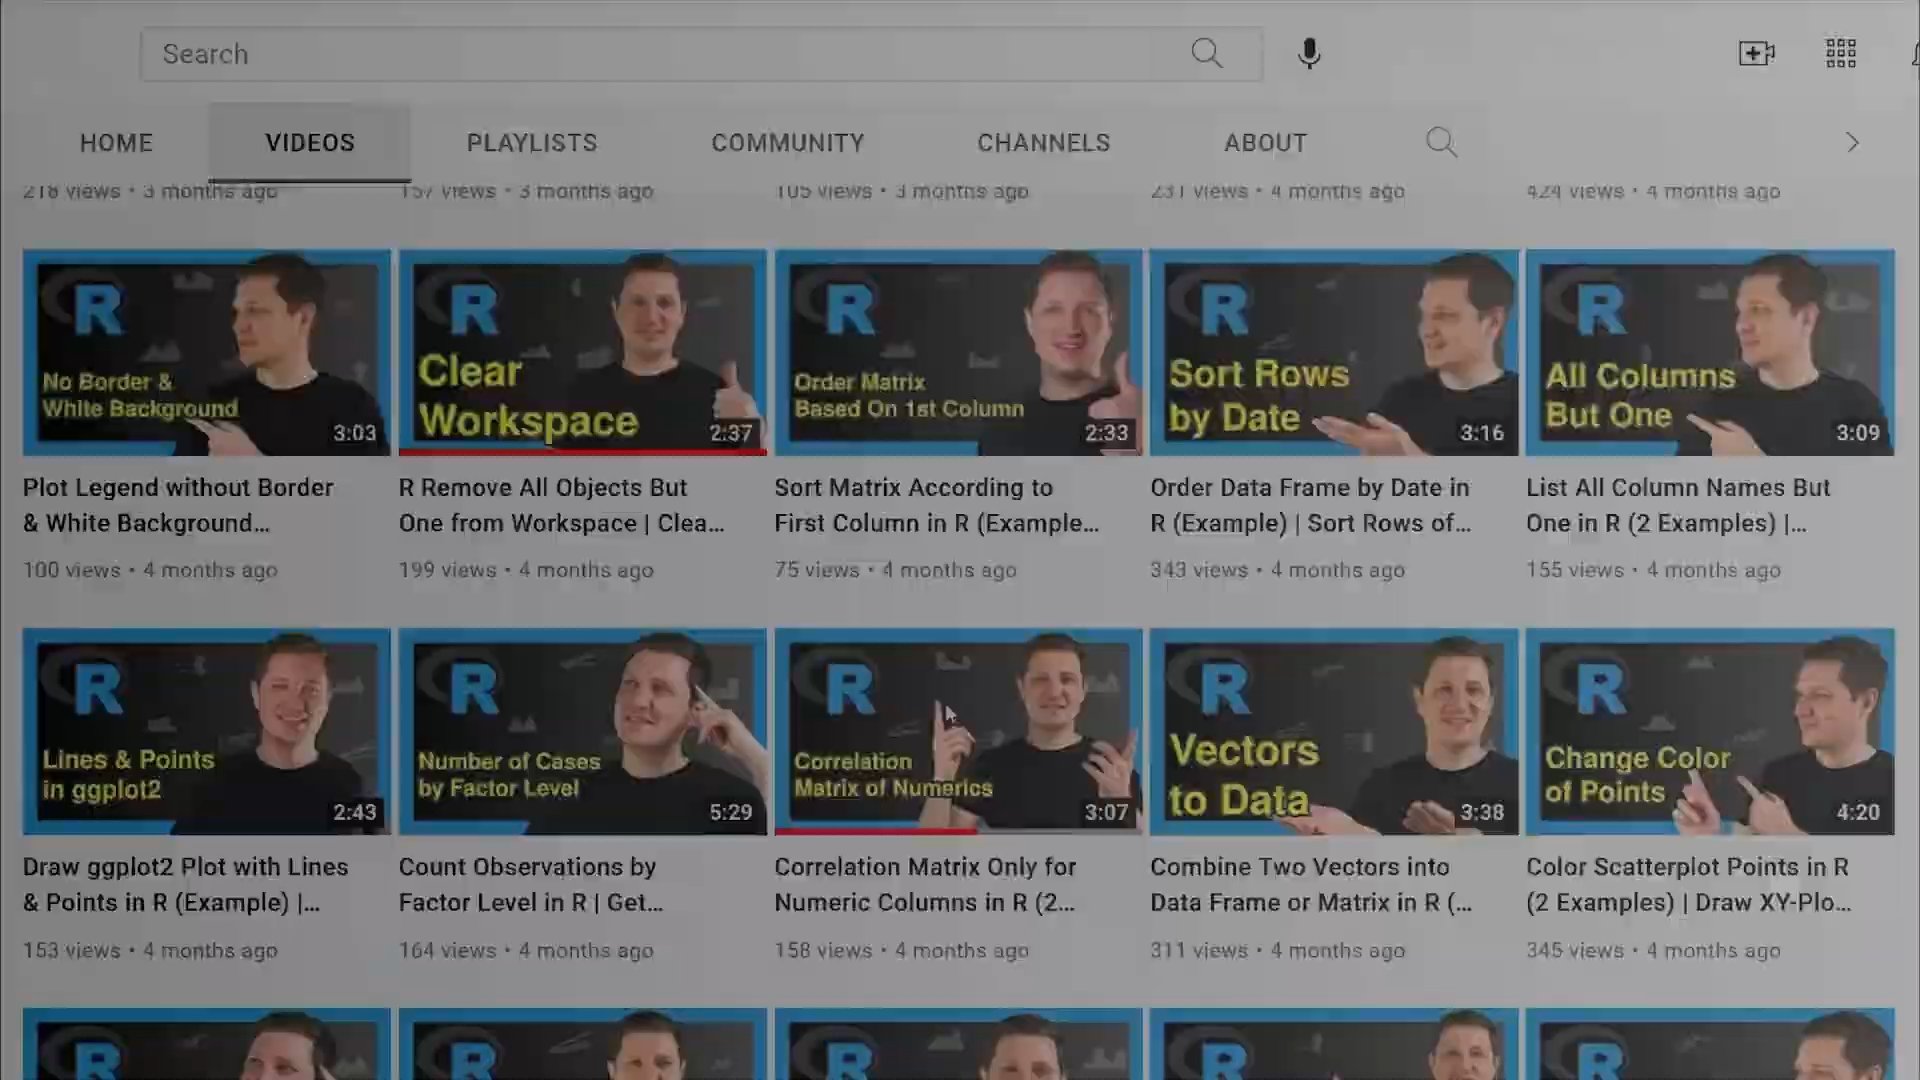 Search
HOME VIDEOS PLAYLISTS COMMUNITY CHANNELS ABOUT
218 views • 3 months ago 157 views • 3 months ago 105 views • 3 months ago 231 views • 4 months ago 424 views • 4 months ago
R
No Border &
White Background
3:03
R
Clear
Workspace
2:37
R
Order Matrix
Based On 1st Column
2:33
R
Sort Rows
by Date
3:16
R
All Columns
But One
3:09
Plot Legend without Border
& White Background...
100 views • 4 months ago
R Remove All Objects But
One from Workspace | Clea...
199 views • 4 months ago
Sort Matrix According to
First Column in R (Example...
75 views • 4 months ago
Order Data Frame by Date in
R (Example) | Sort Rows of...
343 views • 4 months ago
List All Column Names But
One in R (2 Examples) |...
155 views • 4 months ago
R
Lines & Points
in ggplot2
2:43
R
Number of Cases
by Factor Level
5:29
R
Correlation
Matrix of Numerics
3:07
R
Vectors
to Data
3:38
R
Change Color
of Points
4:20
Draw ggplot2 Plot with Lines
& Points in R (Example) |...
153 views • 4 months ago
Count Observations by
Factor Level in R | Get...
164 views • 4 months ago
Correlation Matrix Only for
Numeric Columns in R (2...
158 views • 4 months ago
Combine Two Vectors into
Data Frame or Matrix in R (...
311 views • 4 months ago
Color Scatterplot Points in R
(2 Examples) | Draw XY-Plo...
345 views • 4 months ago
R
R
R
R
R